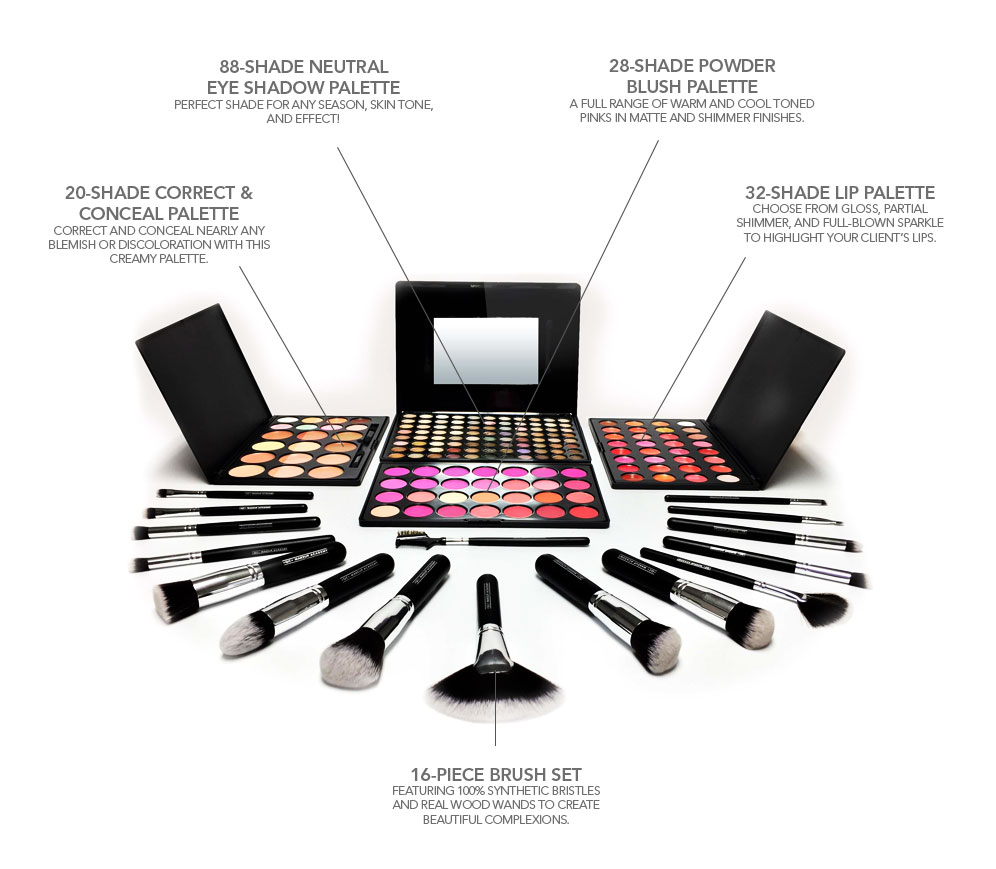 88-SHADE NEUTRAL
EYE SHADOW PALETTE
PERFECT SHADE FOR ANY SEASON, SKIN TONE,
AND EFFECT!
28-SHADE POWDER
BLUSH PALETTE
A FULL RANGE OF WARM AND COOL TONED
PINKS IN MATTE AND SHIMMER FINISHES.
20-SHADE CORRECT &
CONCEAL PALETTE
CORRECT AND CONCEAL NEARLY ANY
BLEMISH OR DISCOLORATION WITH THIS
CREAMY PALETTE.
32-SHADE LIP PALETTE
CHOOSE FROM GLOSS, PARTIAL
SHIMMER, AND FULL-BLOWN SPARKLE
TO HIGHLIGHT YOUR CLIENT'S LIPS.
16-PIECE BRUSH SET
FEATURING 100% SYNTHETIC BRISTLES
AND REAL WOOD WANDS TO CREATE
BEAUTIFUL COMPLEXIONS.